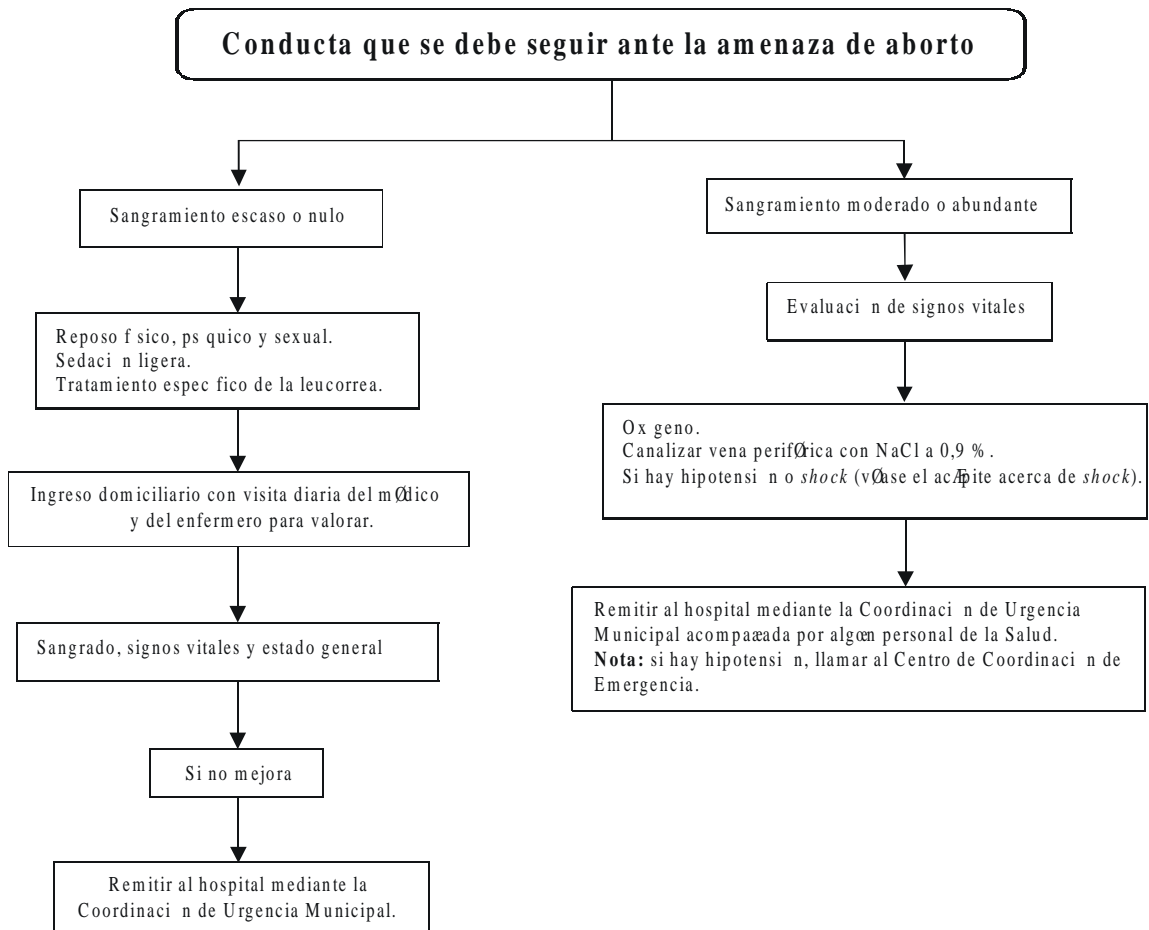 Conducta que se debe seguir ante la amenaza de aborto
Sangramiento escaso o nulo
Reposo f sico, ps quico y sexual.
Sedaci n ligera.
Tratamiento espec fico de la leucorrea.
Ingreso domiciliario con visita diaria del mØdico
y del enfermero para valorar.
Sangrado, signos vitales y estado general
Si no mejora
Remitir al hospital mediante la
Coordinaci n de Urgencia Municipal.
Sangramiento moderado o abundante
Evaluaci n de signos vitales
Ox geno.
Canalizar vena perifØrica con NaCl a 0,9 %.
Si hay hipotensi n o shock (vØase el acÆpite acerca de shock).
Remitir al hospital mediante la Coordinaci n de Urgencia
Municipal acompaæada por algœn personal de la Salud.
Nota: si hay hipotensi n, llamar al Centro de Coordinaci n de
Emergencia.